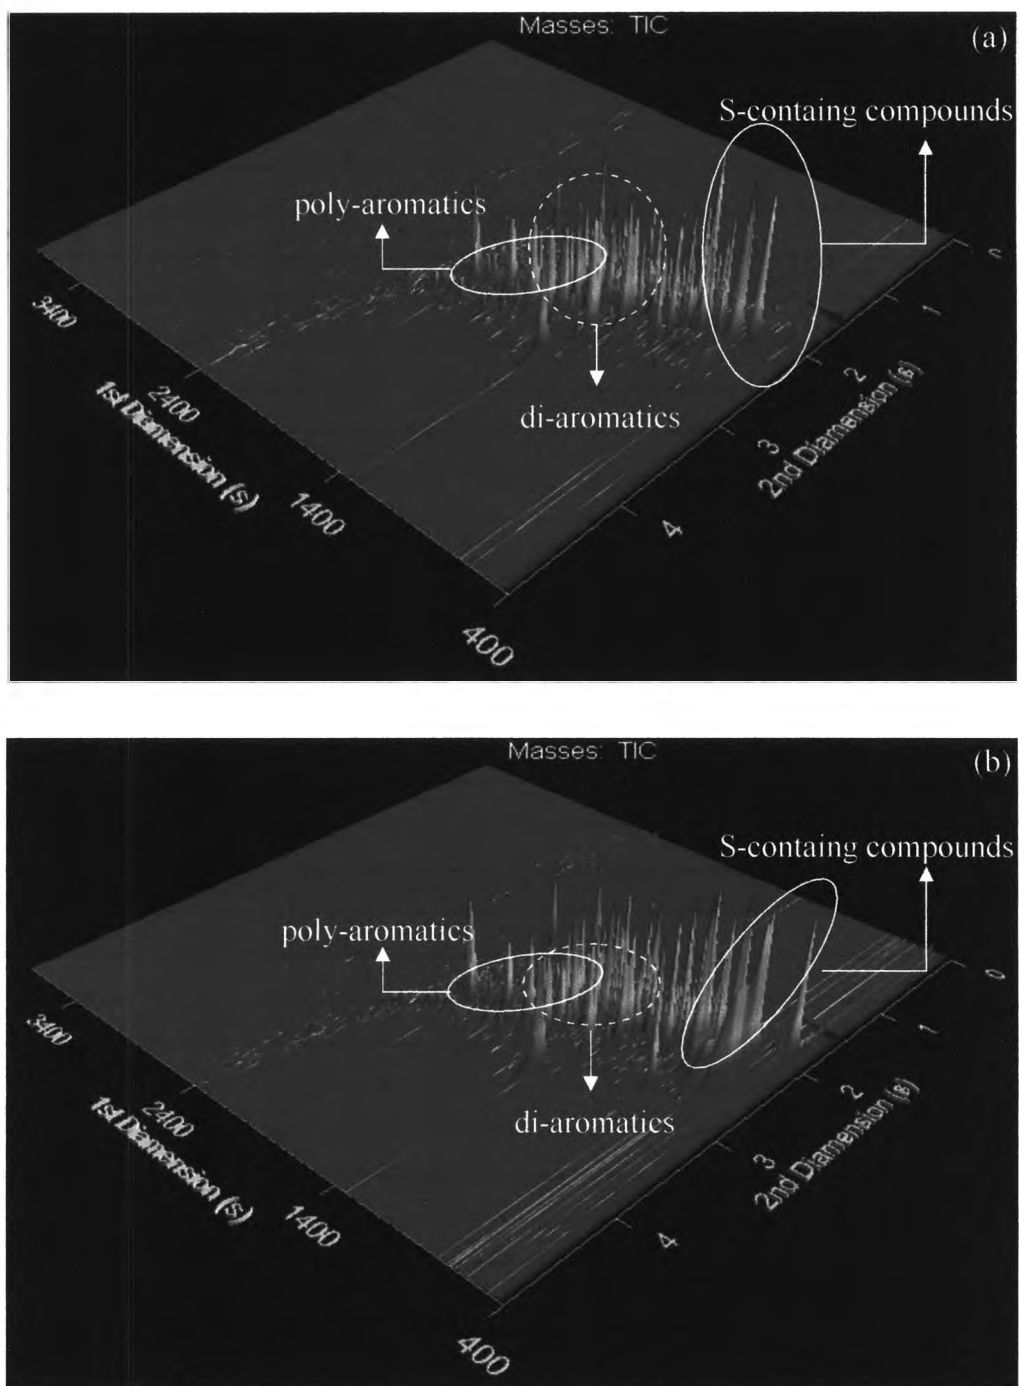 Masses: TIC
(a)
S-containg compounds
poly-aromatics
di-aromatics
3400
2400
1400
400
1st Diamension (s)
1
2
3
4
2nd Diamension (s)
Masses: TIC
(b)
S-containg compounds
poly-aromatics
di-aromatics
3400
2400
1400
400
1st Diamension (s)
0
1
2
3
4
2nd Diamension (s)